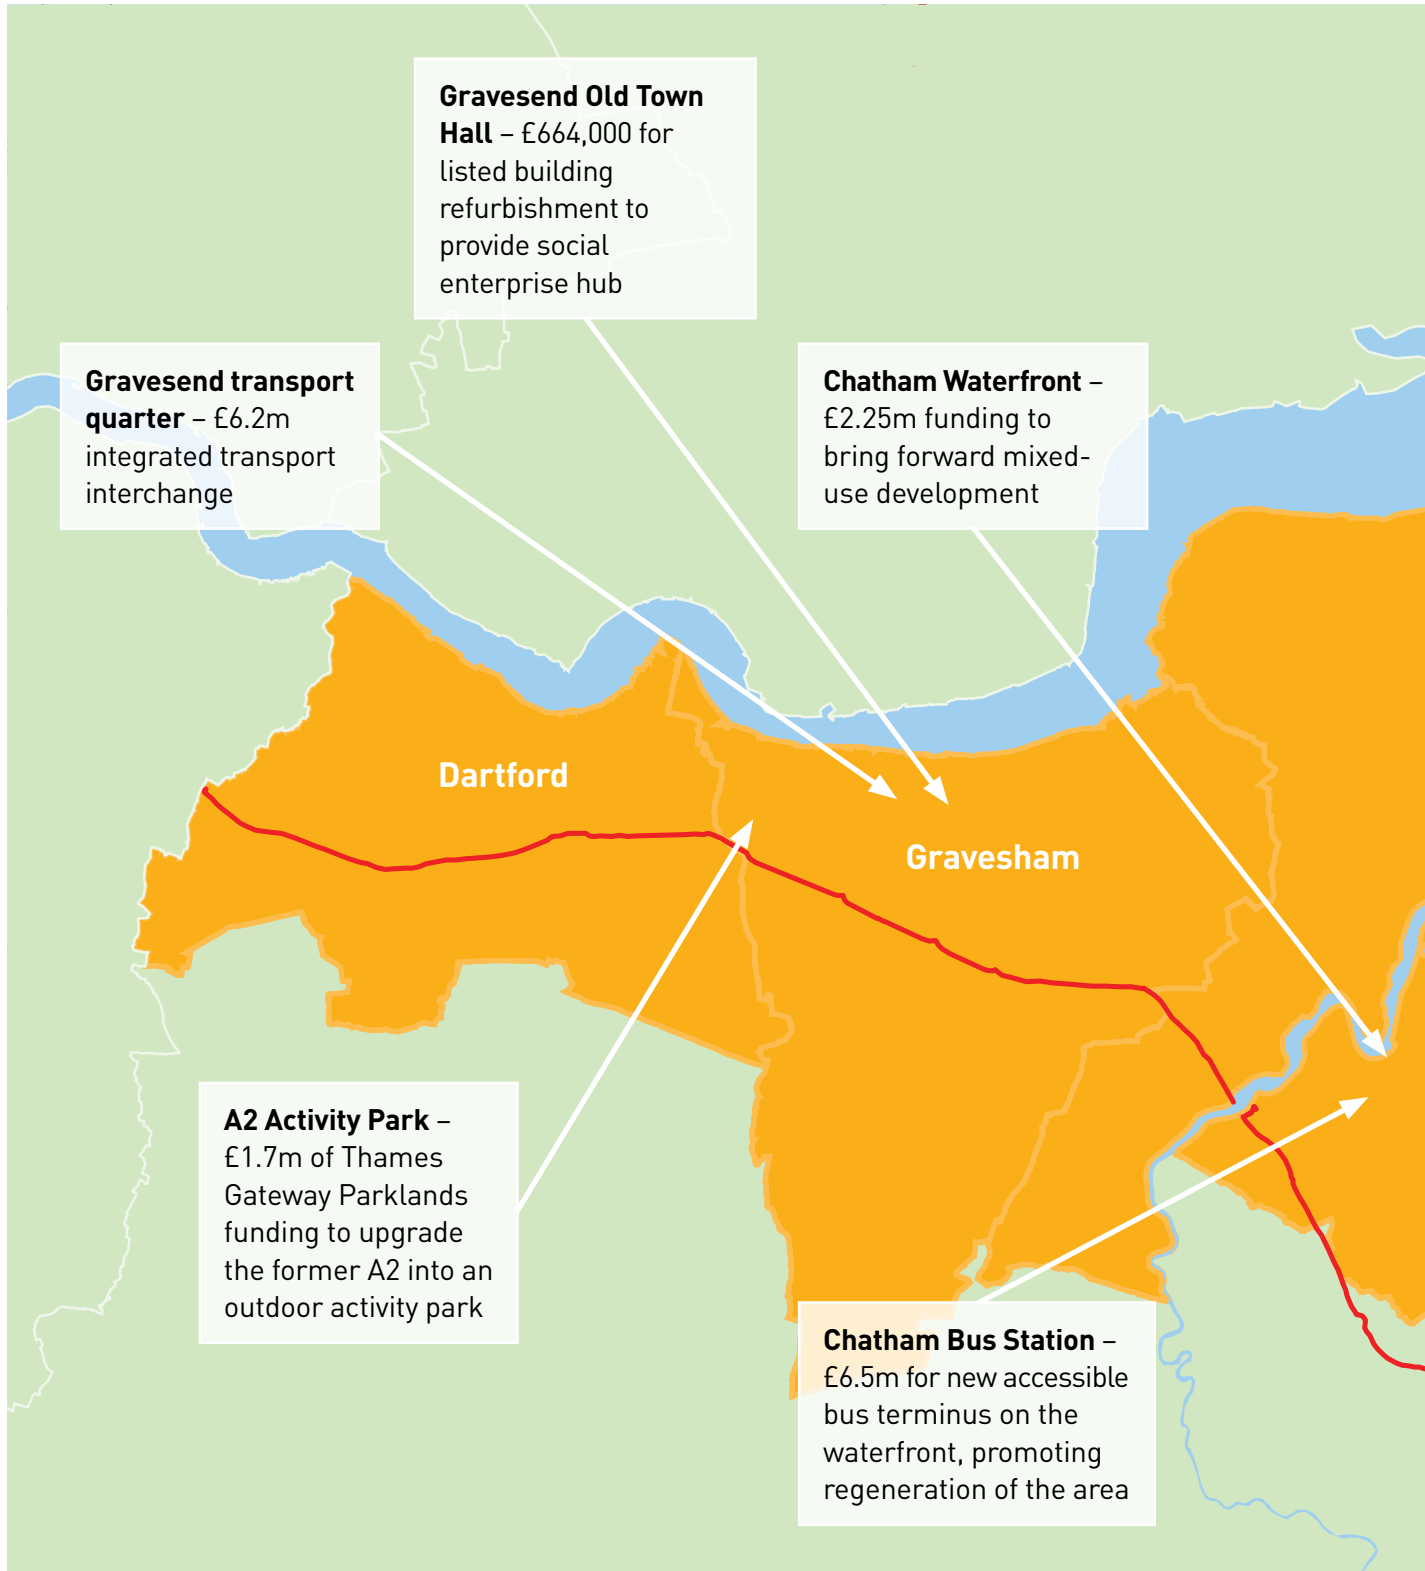 Gravesend Old Town
Hall – £664,000 for
listed building
refurbishment to
provide social
enterprise hub
Gravesend transport
quarter – £6.2m
integrated transport
interchange
Chatham Waterfront –
£2.25m funding to
bring forward mixed-
use development
Dartford
Gravesham
A2 Activity Park –
£1.7m of Thames
Gateway Parklands
funding to upgrade
the former A2 into an
outdoor activity park
Chatham Bus Station –
£6.5m for new accessible
bus terminus on the
waterfront, promoting
regeneration of the area